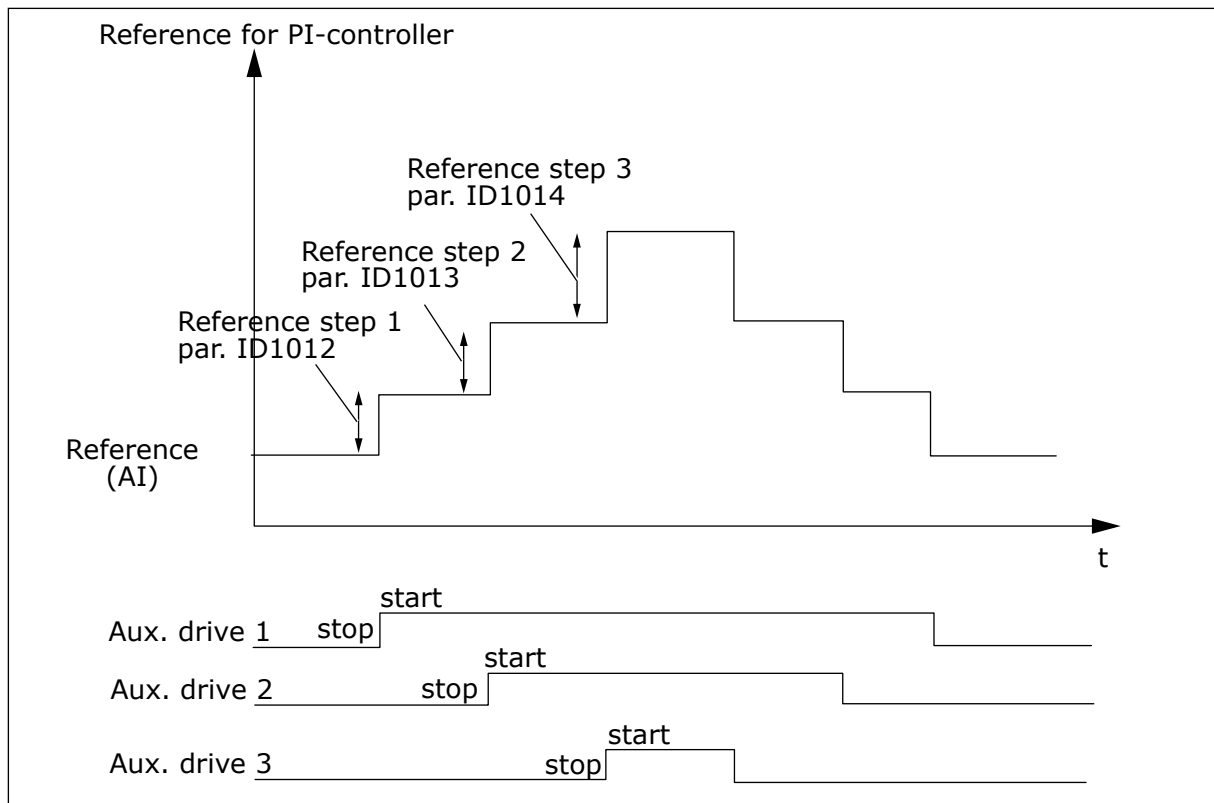 Reference for PI-controller
Reference step 3
par. ID1014
Reference step 2
par. ID1013
Reference step 1
par. ID1012
Reference
(AI)
t
start
stop
Aux. drive 1
start
stop
Aux. drive 2
start
stop
Aux. drive 3